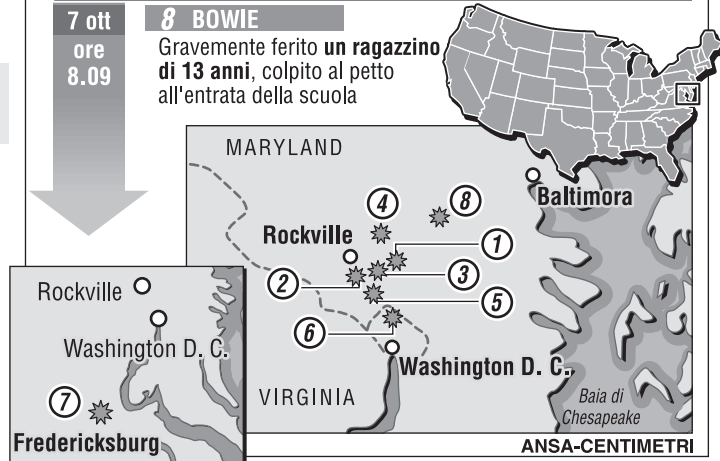 7 ott
ore
8.09
8 BOWIE
Gravemente ferito un ragazzino
di 13 anni, colpito al petto
all'entrata della scuola
MARYLAND
Baltimora
4
8
Rockville
1
2
3
5
6
Washington D. C.
VIRGINIA
Baia di
Chesapeake
Rockville
Washington D. C.
7
Fredericksburg
ANSA-CENTIMETRI